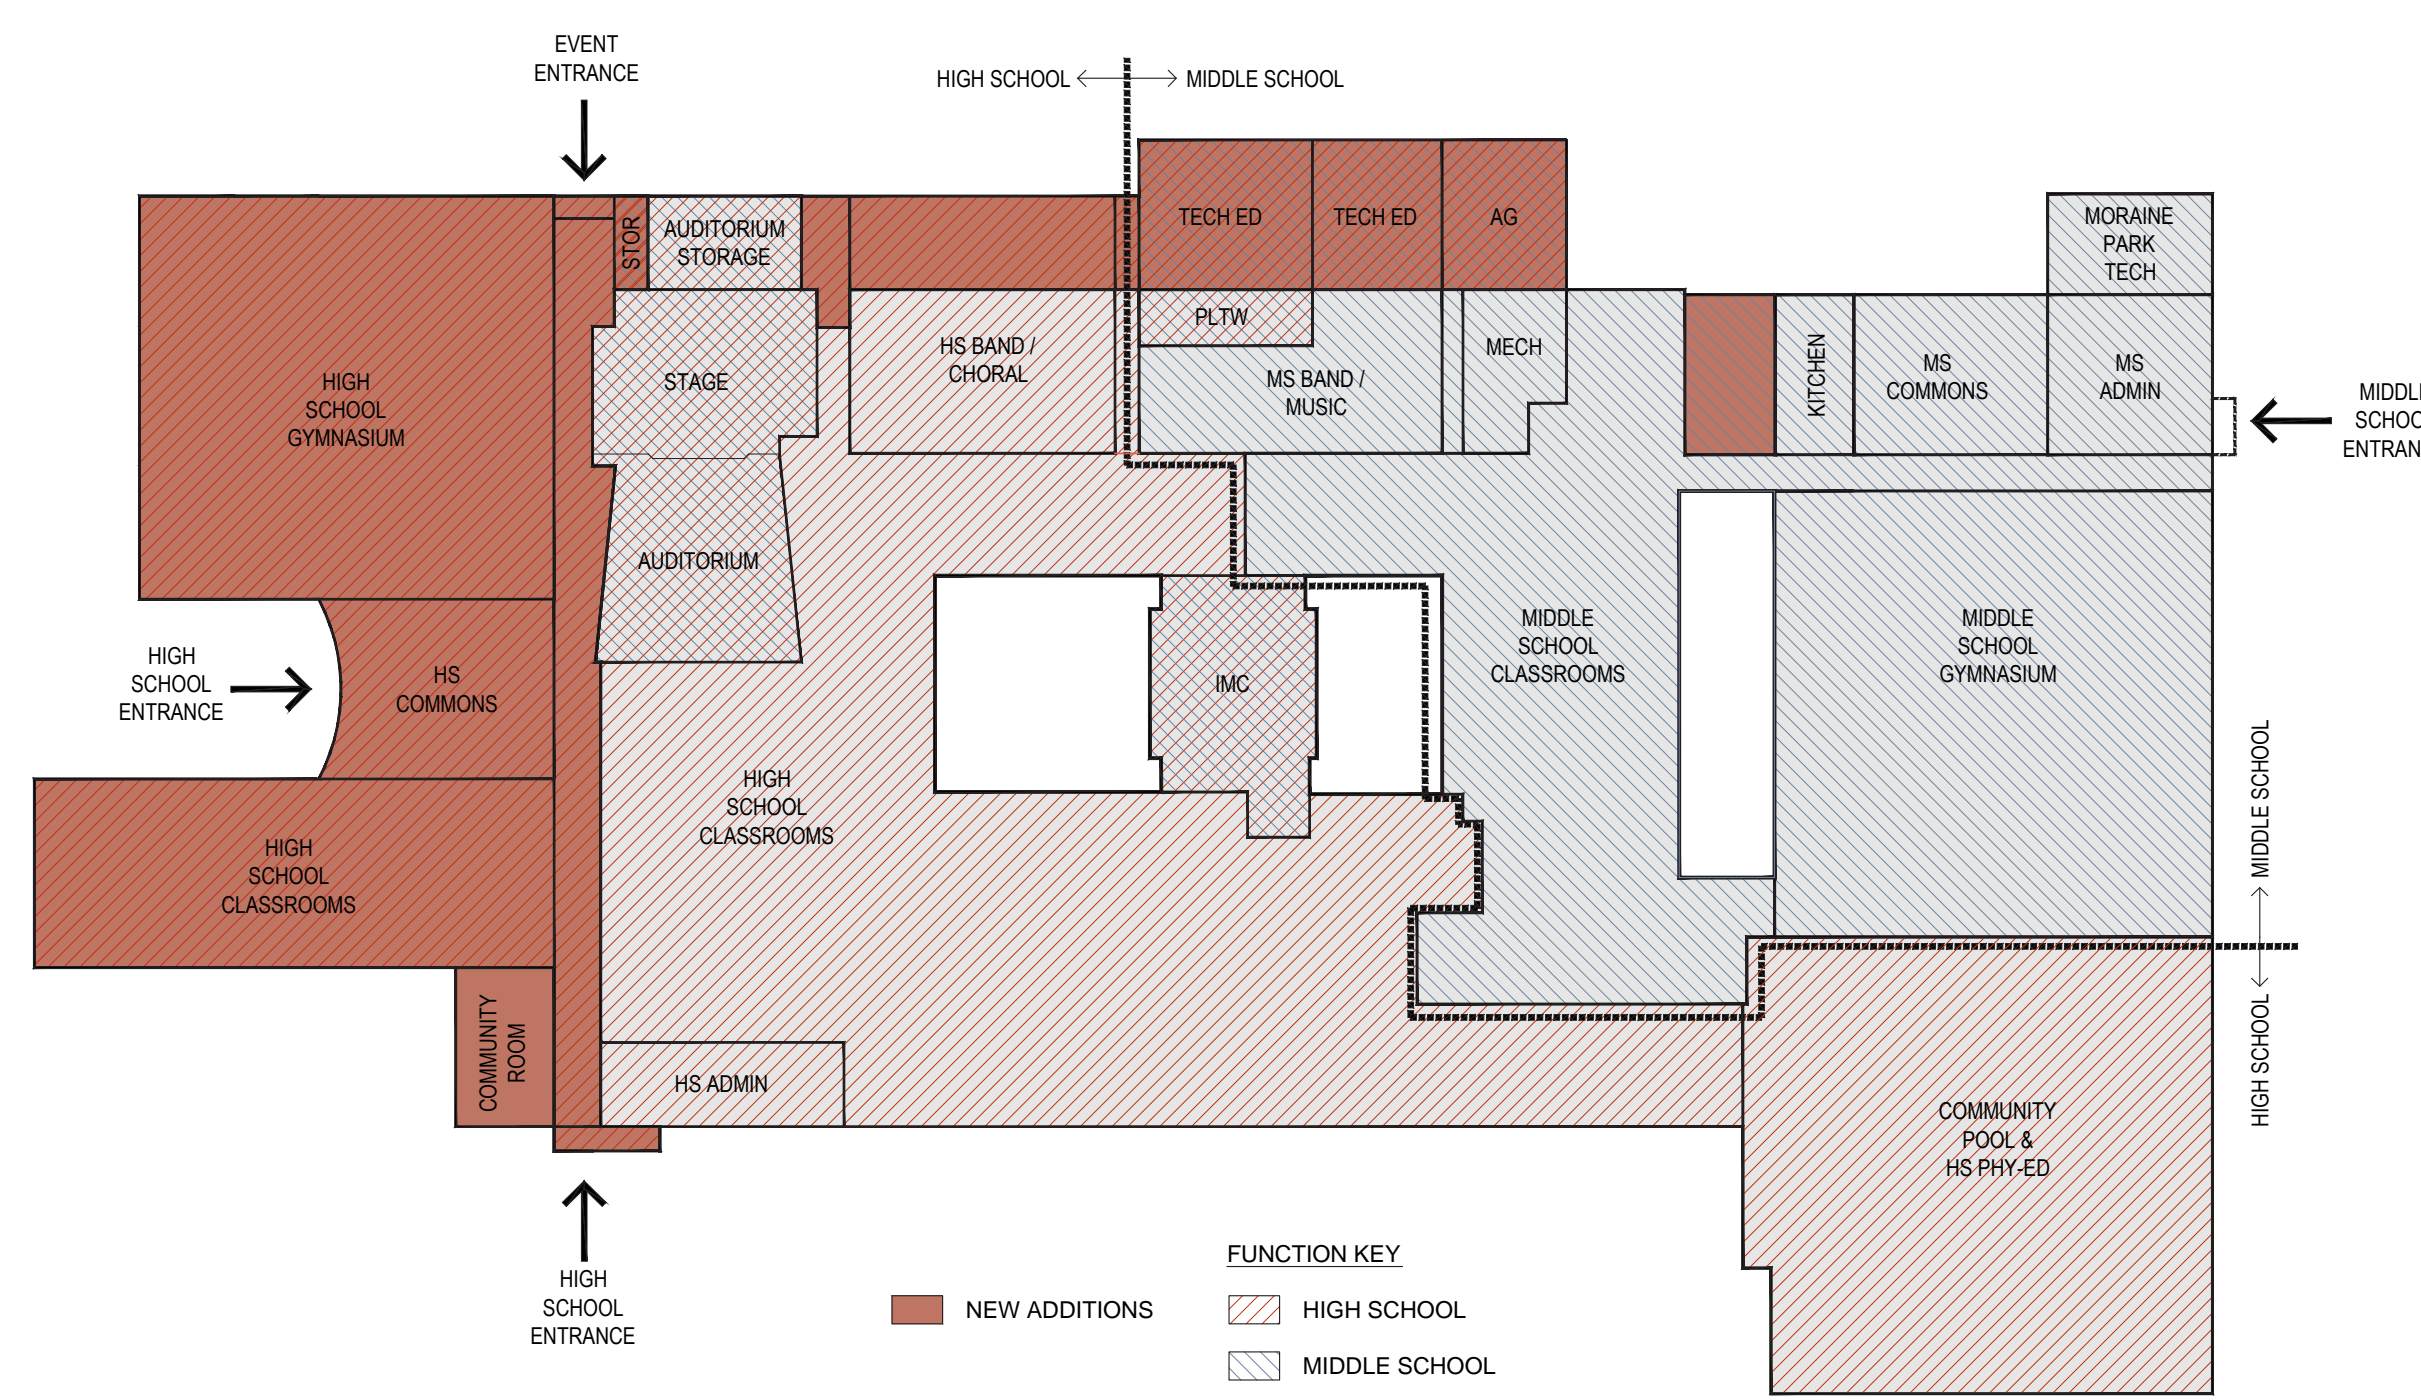 EVENT
ENTRANCE
HIGH SCHOOL
MIDDLE SCHOOL
STOR
AUDITORIUM
STORAGE
TECH ED
TECH ED
AG
MORAINE
PARK
TECH
HIGH
SCHOOL
GYMNASIUM
STAGE
HS BAND /
CHORAL
PLTW
MS BAND /
MUSIC
MECH
KITCHEN
MS
COMMONS
MS
ADMIN
MIDDLE
SCHOO
ENTRAN
AUDITORIUM
HIGH
SCHOOL
ENTRANCE
HS
COMMONS
IMC
MIDDLE
SCHOOL
CLASSROOMS
MIDDLE
SCHOOL
GYMNASIUM
HIGH
SCHOOL
CLASSROOMS
HIGH
SCHOOL
CLASSROOMS
MIDDLE SCHOOL
HIGH SCHOOL
COMMUNITY
ROOM
HS ADMIN
COMMUNITY
POOL &
HS PHY-ED
HIGH
SCHOOL
ENTRANCE
FUNCTION KEY
NEW ADDITIONS
HIGH SCHOOL
MIDDLE SCHOOL